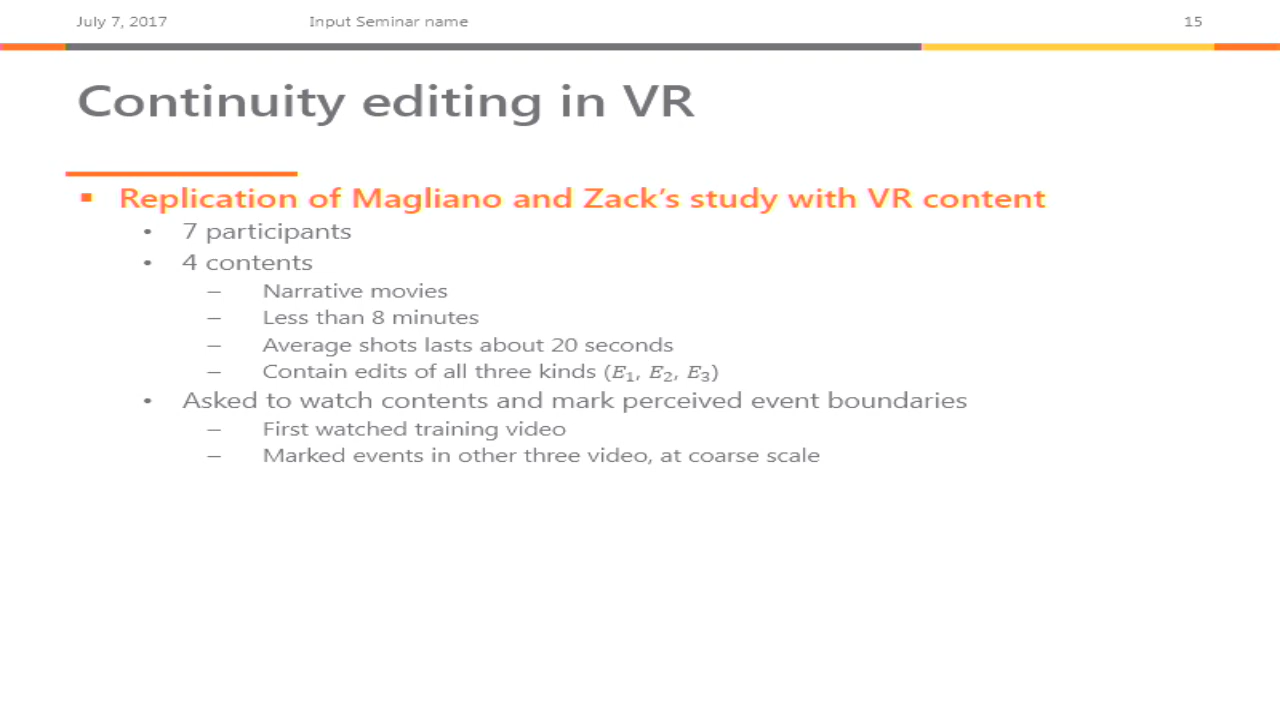 July 7, 2017 Input Seminar name 15
Continuity editing in VR
▪ Replication of Magliano and Zack's study with VR content
• 7 participants
• 4 contents
– Narrative movies
– Less than 8 minutes
– Average shots lasts about 20 seconds
– Contain edits of all three kinds (E₁, E₂, E₃)
• Asked to watch contents and mark perceived event boundaries
– First watched training video
– Marked events in other three video, at coarse scale